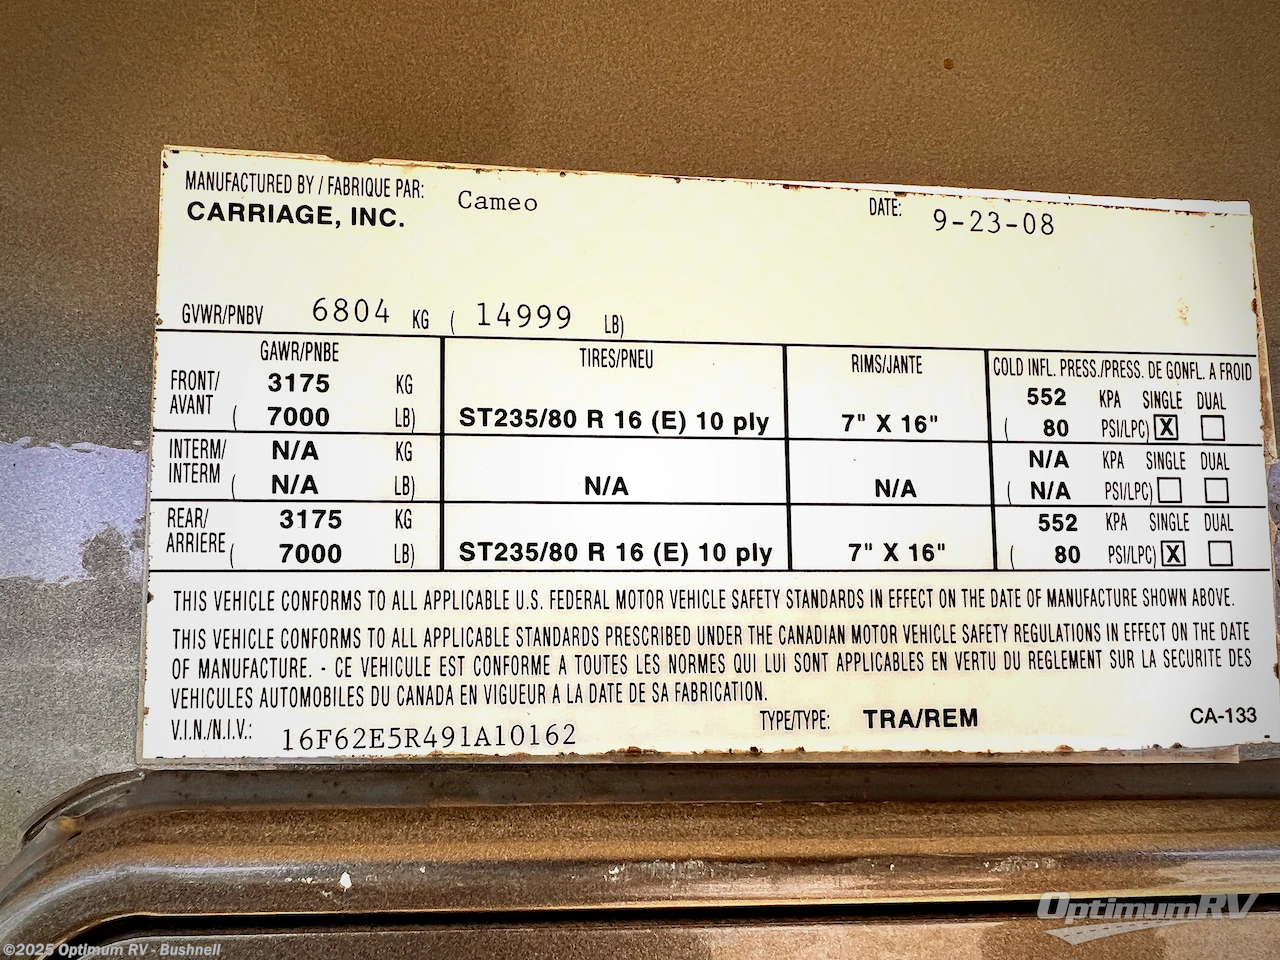 MANUFACTURED BY / FABRIQUE PAR: Cameo DATE: 9-23-08
CARRIAGE, INC.
GVWR/PNBV 6804 KG ( 14999 LB)
GAWR/PNBE TIRES/PNEU RIMS/JANTE COLD INFL. PRESS./PRESS. DE GONFL. A FROID
FRONT/ 3175 KG 552 KPA SINGLE DUAL
AVANT ( 7000 LB) ST235/80 R 16 (E) 10 ply 7" X 16" ( 80 PSI/LPC) X
INTERM/ N/A KG N/A KPA SINGLE DUAL
INTERM ( N/A LB) N/A N/A ( N/A PSI/LPC)
REAR/ 3175 KG 552 KPA SINGLE DUAL
ARRIERE ( 7000 LB) ST235/80 R 16 (E) 10 ply 7" X 16" ( 80 PSI/LPC) X
THIS VEHICLE CONFORMS TO ALL APPLICABLE U.S. FEDERAL MOTOR VEHICLE SAFETY STANDARDS IN EFFECT ON THE DATE OF MANUFACTURE SHOWN ABOVE.
THIS VEHICLE CONFORMS TO ALL APPLICABLE STANDARDS PRESCRIBED UNDER THE CANADIAN MOTOR VEHICLE SAFETY REGULATIONS IN EFFECT ON THE DATE
OF MANUFACTURE. - CE VEHICULE EST CONFORME A TOUTES LES NORMES QUI LUI SONT APPLICABLES EN VERTU DU REGLEMENT SUR LA SECURITE DES
VEHICULES AUTOMOBILES DU CANADA EN VIGUEUR A LA DATE DE SA FABRICATION.
V.I.N./N.I.V.: 16F62E5R491A10162 TYPE/TYPE: TRA/REM CA-133
OptimumRV
©2025 Optimum RV - Bushnell